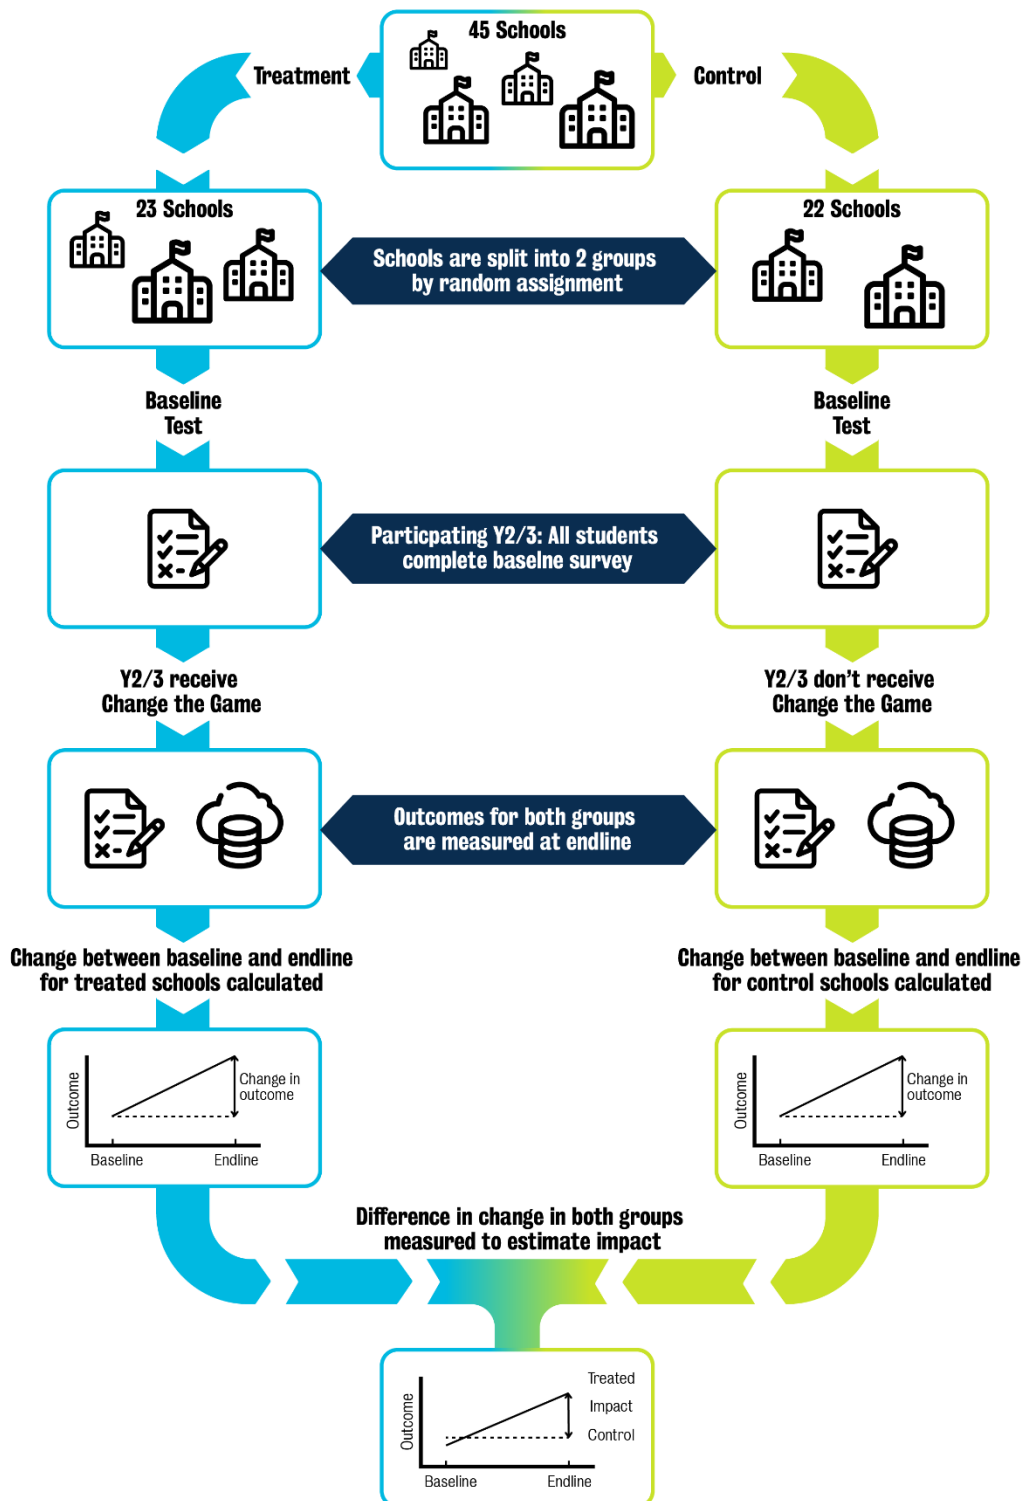 45 Schools
Treatment
Control
23 Schools
22 Schools
Schools are split into 2 groups
by random assignment
Baseline
Test
Baseline
Test
Particpating Y2/3: All students
complete baselne survey
Y2/3 receive
Change the Game
Y2/3 don't receive
Change the Game
Outcomes for both groups
are measured at endline
Change between baseline and endline
for treated schools calculated
Change between baseline and endline
for control schools calculated
Outcome
Change in
outcome
Baseline
Endline
Outcome
Change in
outcome
Baseline
Endline
Difference in change in both groups
measured to estimate impact
Outcome
Treated
Impact
Control
Baseline
Endline